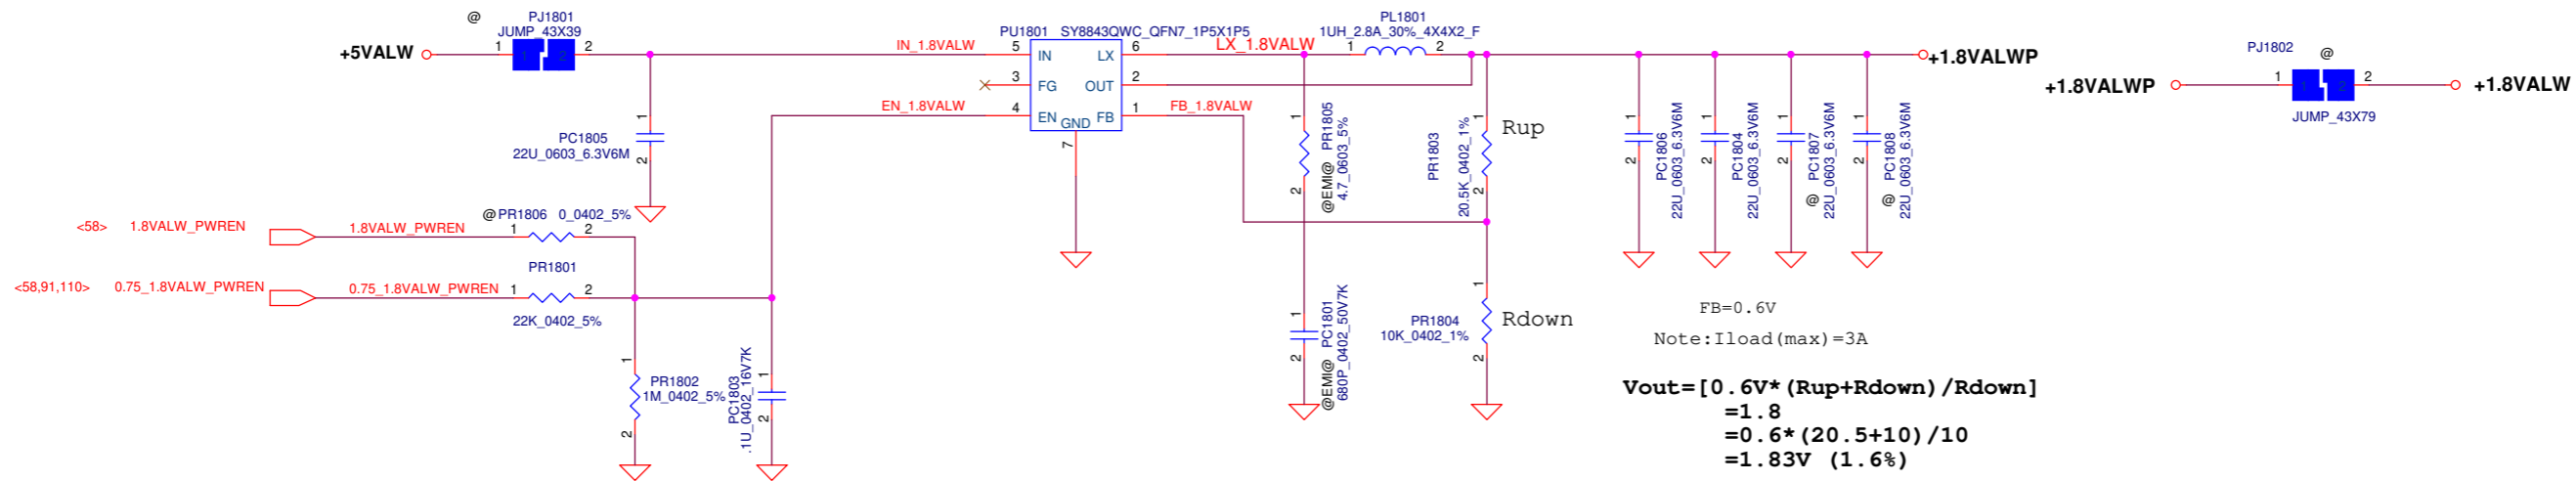 @ PJ1801
JUMP_43X39
+5VALW
1
2
1 2
IN_1.8VALW
PU1801 SY8843QWC_QFN7_1P5X1P5
5 IN LX 6
3 FG OUT 2
4 EN FB 1
GND
7
LX_1.8VALW
EN_1.8VALW
FB_1.8VALW
PL1801
1UH_2.8A_30%_4X4X2_F
1 2
+1.8VALWP
PJ1802
@
+1.8VALWP
1
2
1 2
+1.8VALW
JUMP_43X79
1
PC1805
22U_0603_6.3V6M
2
@EMI@ PR1805
4.7_0603_5%
1
2
PR1803
20.5K_0402_1%
1
2
Rup
1
2
PC1806
22U_0603_6.3V6M
1
2
PC1804
22U_0603_6.3V6M
1
2
@ PC1807
22U_0603_6.3V6M
1
2
@ PC1808
22U_0603_6.3V6M
<58> 1.8VALW_PWREN
1.8VALW_PWREN
@PR1806 0_0402_5%
1 2
<58,91,110> 0.75_1.8VALW_PWREN
0.75_1.8VALW_PWREN
PR1801
1 2
22K_0402_5%
1
PR1802
1M_0402_5%
2
PC1803
.1U_0402_16V7K
1
2
@EMI@ PC1801
680P_0402_50V7K
1
2
1
PR1804
10K_0402_1%
2
Rdown
FB=0.6V
Note:Iload(max)=3A
Vout=[0.6V*(Rup+Rdown)/Rdown]
=1.8
=0.6*(20.5+10)/10
=1.83V (1.6%)